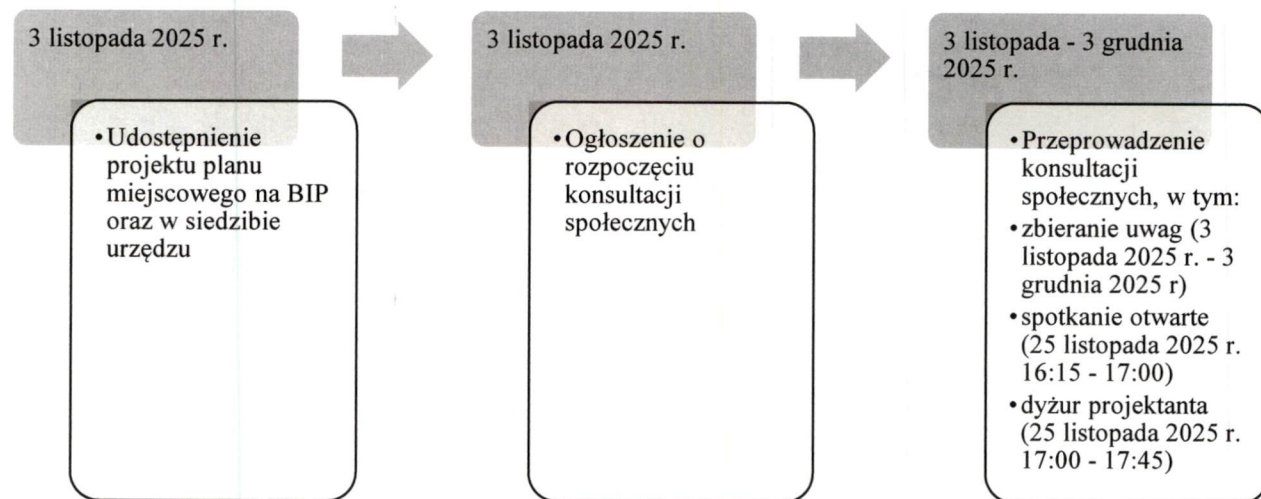 3 listopada 2025 r.
•Udostępnienie
projektu planu
miejscowego na BIP
oraz w siedzibie
urzędzu
3 listopada 2025 r.
•Ogłoszenie o
rozpoczęciu
konsultacji
społecznych
3 listopada - 3 grudnia
2025 r.
•Przeprowadzenie
konsultacji
społecznych, w tym:
•zbieranie uwag (3
listopada 2025 r. - 3
grudnia 2025 r)
•spotkanie otwarte
(25 listopada 2025 r.
16:15 - 17:00)
•dyżur projektanta
(25 listopada 2025 r.
17:00 - 17:45)